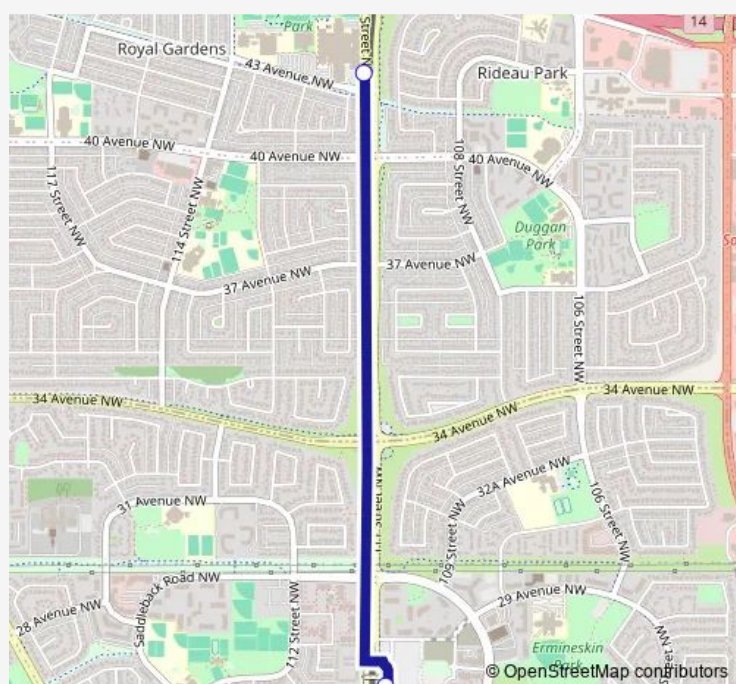 14
Park
Royal Gardens
Street N
43 Avenue NW
Rideau Park
40 Avenue NW
40 Avenue NW
108 Street NW
40 Avenue NW
117 Street NW
114 Street NW
Duggan
Park
37 Avenue NW
37 Avenue NW
106 Street NW
34 Avenue NW
34 Avenue NW
34 Avenue NW
32A Avenue NW
31 Avenue NW
106 Street NW
109 Street NW
Saddleback Road NW
29 Avenue NW
28 Avenue NW
112 Street NW
NW
Ermineskin
Park
© OpenStreetMap contributors